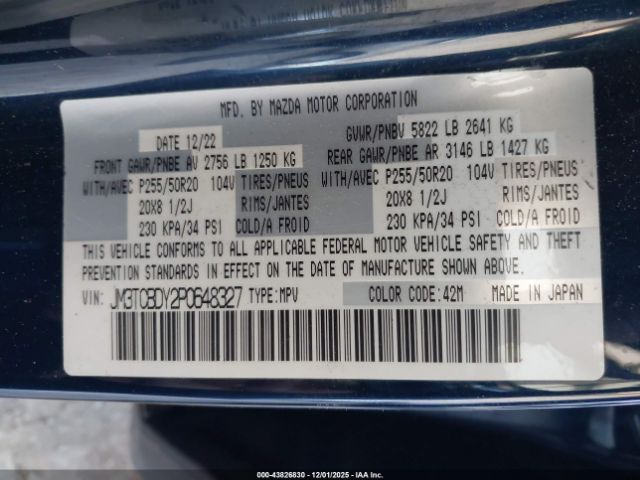 MFD. BY MAZDA MOTOR CORPORATION
DATE 12/22
GVWR/PNBV 5822 LB 2641 KG
FRONT GAWR/PNBE AV 2756 LB 1250 KG
REAR GAWR/PNBE AR 3146 LB 1427 KG
WITH/AVEC P255/50R20 104V TIRES/PNEUS
WITH/AVEC P255/50R20 104V TIRES/PNEUS
20X8 1/2J RIMS/JANTES
20X8 1/2J RIMS/JANTES
230 KPA/34 PSI COLD/A FROID
230 KPA/34 PSI COLD/A FROID
THIS VEHICLE CONFORMS TO ALL APPLICABLE FEDERAL MOTOR VEHICLE SAFETY AND THEFT
PREVENTION STANDARDS IN EFFECT ON THE DATE OF MANUFACTURE SHOWN ABOVE.
VIN: JM3TCBDY2P0648327 TYPE:MPV
COLOR CODE:42M
MADE IN JAPAN
000-43826830 - 12/01/2025 - IAA Inc.